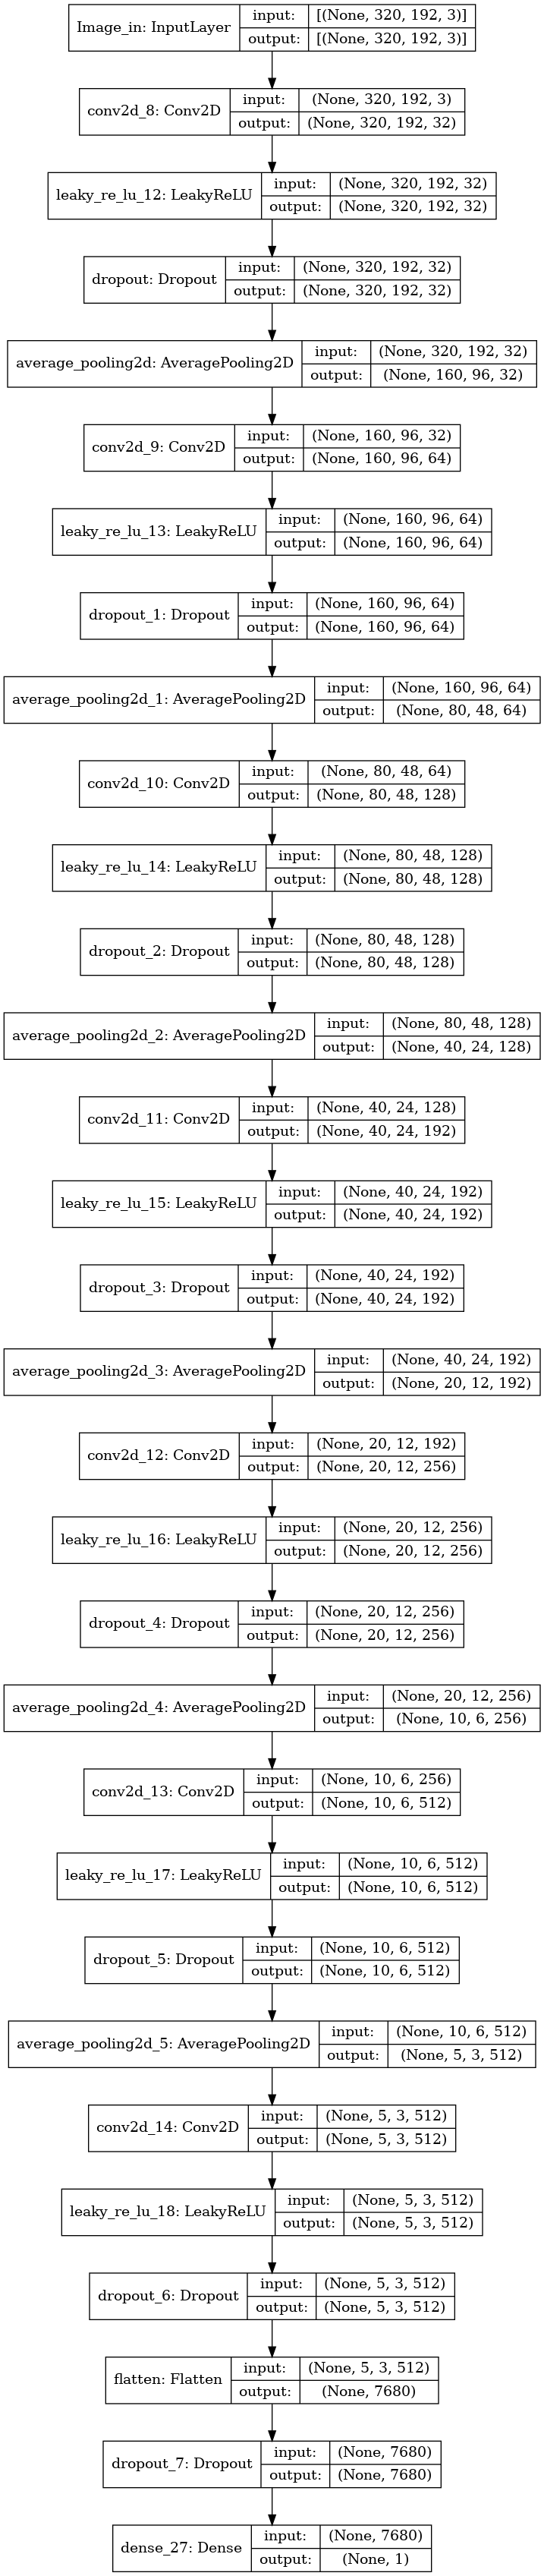 Image_in: InputLayer
input:
[(None, 320, 192, 3)]
output:
[(None, 320, 192, 3)]
conv2d_8: Conv2D
input:
(None, 320, 192, 3)
output:
(None, 320, 192, 32)
leaky_re_lu_12: LeakyReLU
input:
(None, 320, 192, 32)
output:
(None, 320, 192, 32)
dropout: Dropout
input:
(None, 320, 192, 32)
output:
(None, 320, 192, 32)
average_pooling2d: AveragePooling2D
input:
(None, 320, 192, 32)
output:
(None, 160, 96, 32)
conv2d_9: Conv2D
input:
(None, 160, 96, 32)
output:
(None, 160, 96, 64)
leaky_re_lu_13: LeakyReLU
input:
(None, 160, 96, 64)
output:
(None, 160, 96, 64)
dropout_1: Dropout
input:
(None, 160, 96, 64)
output:
(None, 160, 96, 64)
average_pooling2d_1: AveragePooling2D
input:
(None, 160, 96, 64)
output:
(None, 80, 48, 64)
conv2d_10: Conv2D
input:
(None, 80, 48, 64)
output:
(None, 80, 48, 128)
leaky_re_lu_14: LeakyReLU
input:
(None, 80, 48, 128)
output:
(None, 80, 48, 128)
dropout_2: Dropout
input:
(None, 80, 48, 128)
output:
(None, 80, 48, 128)
average_pooling2d_2: AveragePooling2D
input:
(None, 80, 48, 128)
output:
(None, 40, 24, 128)
conv2d_11: Conv2D
input:
(None, 40, 24, 128)
output:
(None, 40, 24, 192)
leaky_re_lu_15: LeakyReLU
input:
(None, 40, 24, 192)
output:
(None, 40, 24, 192)
dropout_3: Dropout
input:
(None, 40, 24, 192)
output:
(None, 40, 24, 192)
average_pooling2d_3: AveragePooling2D
input:
(None, 40, 24, 192)
output:
(None, 20, 12, 192)
conv2d_12: Conv2D
input:
(None, 20, 12, 192)
output:
(None, 20, 12, 256)
leaky_re_lu_16: LeakyReLU
input:
(None, 20, 12, 256)
output:
(None, 20, 12, 256)
dropout_4: Dropout
input:
(None, 20, 12, 256)
output:
(None, 20, 12, 256)
average_pooling2d_4: AveragePooling2D
input:
(None, 20, 12, 256)
output:
(None, 10, 6, 256)
conv2d_13: Conv2D
input:
(None, 10, 6, 256)
output:
(None, 10, 6, 512)
leaky_re_lu_17: LeakyReLU
input:
(None, 10, 6, 512)
output:
(None, 10, 6, 512)
dropout_5: Dropout
input:
(None, 10, 6, 512)
output:
(None, 10, 6, 512)
average_pooling2d_5: AveragePooling2D
input:
(None, 10, 6, 512)
output:
(None, 5, 3, 512)
conv2d_14: Conv2D
input:
(None, 5, 3, 512)
output:
(None, 5, 3, 512)
leaky_re_lu_18: LeakyReLU
input:
(None, 5, 3, 512)
output:
(None, 5, 3, 512)
dropout_6: Dropout
input:
(None, 5, 3, 512)
output:
(None, 5, 3, 512)
flatten: Flatten
input:
(None, 5, 3, 512)
output:
(None, 7680)
dropout_7: Dropout
input:
(None, 7680)
output:
(None, 7680)
dense_27: Dense
input:
(None, 7680)
output:
(None, 1)